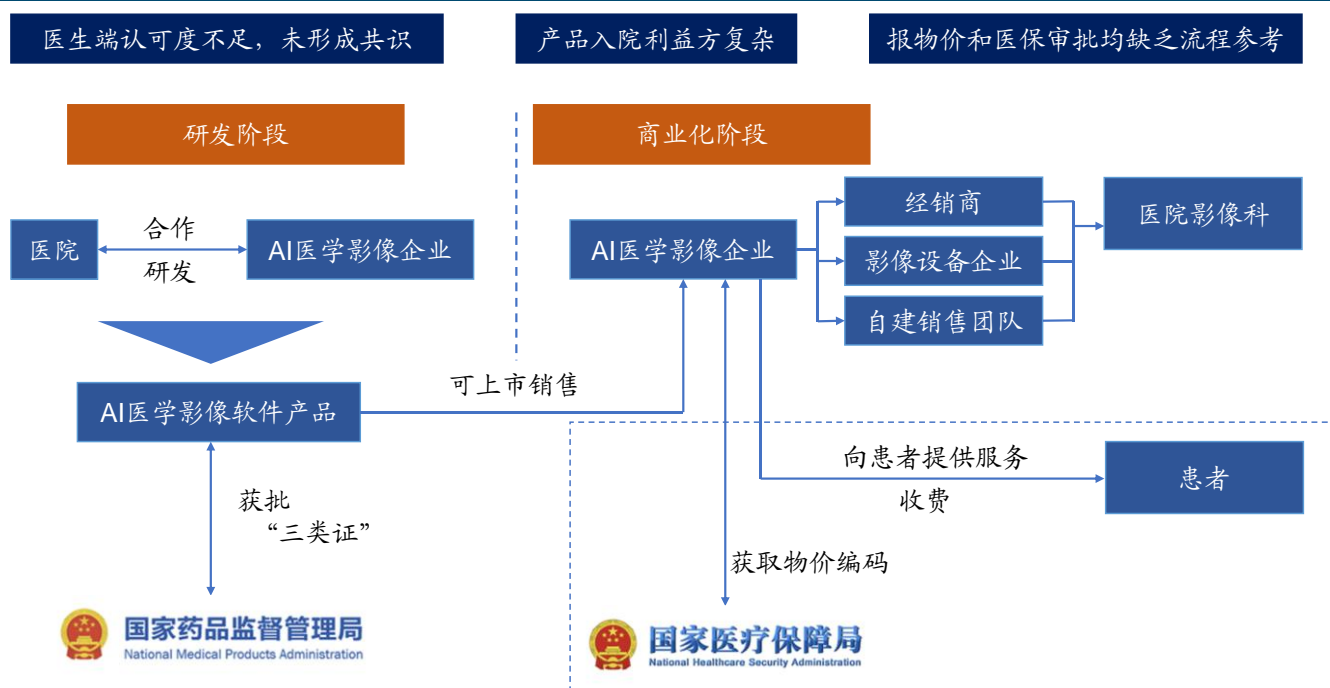 医生端认可度不足，未形成共识
产品入院利益方复杂
报物价和医保审批均缺乏流程参考
研发阶段
商业化阶段
医院
合作
研发
AI医学影像企业
AI医学影像企业
经销商
影像设备企业
自建销售团队
医院影像科
AI医学影像软件产品
可上市销售
向患者提供服务
收费
患者
获批
“三类证”
获取物价编码
国家药品监督管理局
National Medical Products Administration
国家医疗保障局
National Healthcare Security Administration